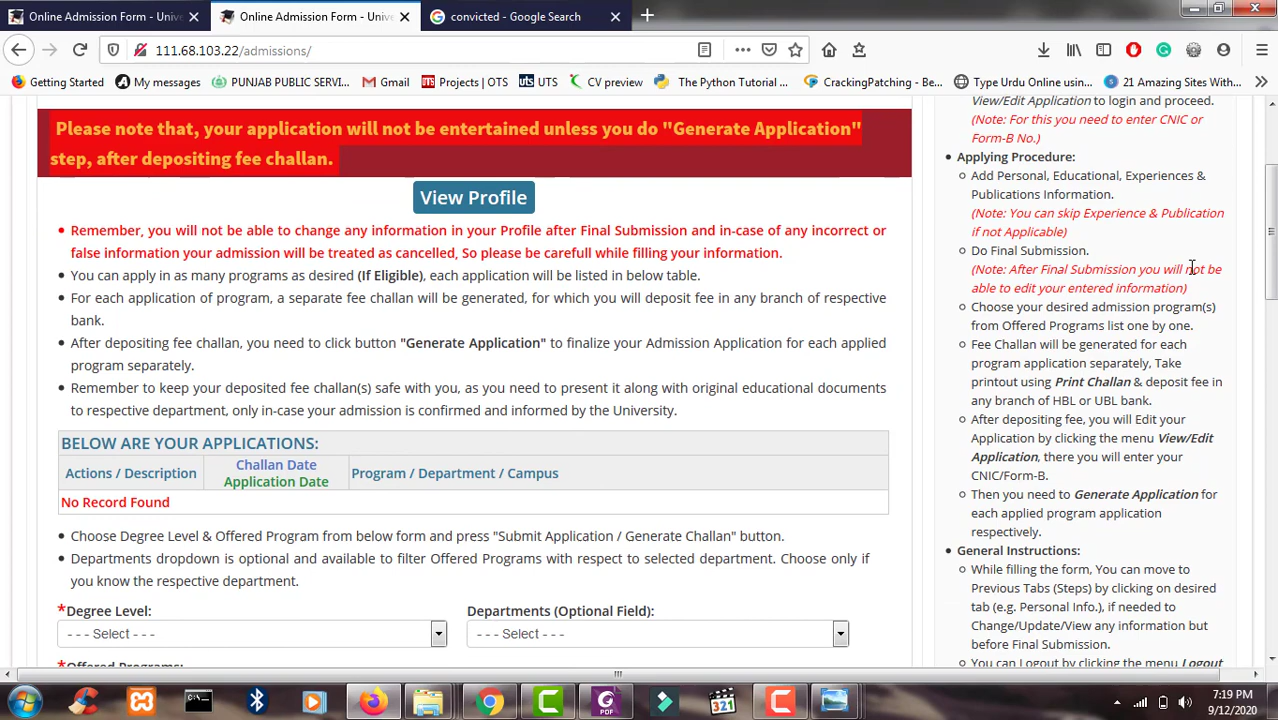 Online Admission Form - Unive
Online Admission Form - Unive
convicted - Google Search
111.68.103.22/admissions/
Getting Started
My messages
PUNJAB PUBLIC SERVI...
Gmail
Projects | OTS
UTS
CV preview
The Python Tutorial ...
CrackingPatching - Be...
Type Urdu Online usin...
21 Amazing Sites With...
Please note that, your application will not be entertained unless you do "Generate Application"
step, after depositing fee challan.
View Profile
Remember, you will not be able to change any information in your Profile after Final Submission and in-case of any incorrect or
false information your admission will be treated as cancelled, So please be carefull while filling your information.
You can apply in as many programs as desired (If Eligible), each application will be listed in below table.
For each application of program, a separate fee challan will be generated, for which you will deposit fee in any branch of respective
bank.
After depositing fee challan, you need to click button "Generate Application" to finalize your Admission Application for each applied
program separately.
Remember to keep your deposited fee challan(s) safe with you, as you need to present it along with original educational documents
to respective department, only in-case your admission is confirmed and informed by the University.
BELOW ARE YOUR APPLICATIONS:
Actions / Description
Challan Date
Application Date
Program / Department / Campus
No Record Found
Choose Degree Level & Offered Program from below form and press "Submit Application / Generate Challan" button.
Departments dropdown is optional and available to filter Offered Programs with respect to selected department. Choose only if
you know the respective department.
*Degree Level:
Departments (Optional Field):
- - - Select - - -
- - - Select - - -
*Offered Programs:
View/Edit Application to login and proceed.
(Note: For this you need to enter CNIC or
Form-B No.)
Applying Procedure:
Add Personal, Educational, Experiences &
Publications Information.
(Note: You can skip Experience & Publication
if not Applicable)
Do Final Submission.
(Note: After Final Submission you will not be
able to edit your entered information)
Choose your desired admission program(s)
from Offered Programs list one by one.
Fee Challan will be generated for each
program application separately, Take
printout using Print Challan & deposit fee in
any branch of HBL or UBL bank.
After depositing fee, you will Edit your
Application by clicking the menu View/Edit
Application, there you will enter your
CNIC/Form-B.
Then you need to Generate Application for
each applied program application
respectively.
General Instructions:
While filling the form, You can move to
Previous Tabs (Steps) by clicking on desired
tab (e.g. Personal Info.), if needed to
Change/Update/View any information but
before Final Submission.
You can Logout by clicking the menu Logout
7:19 PM
9/12/2020